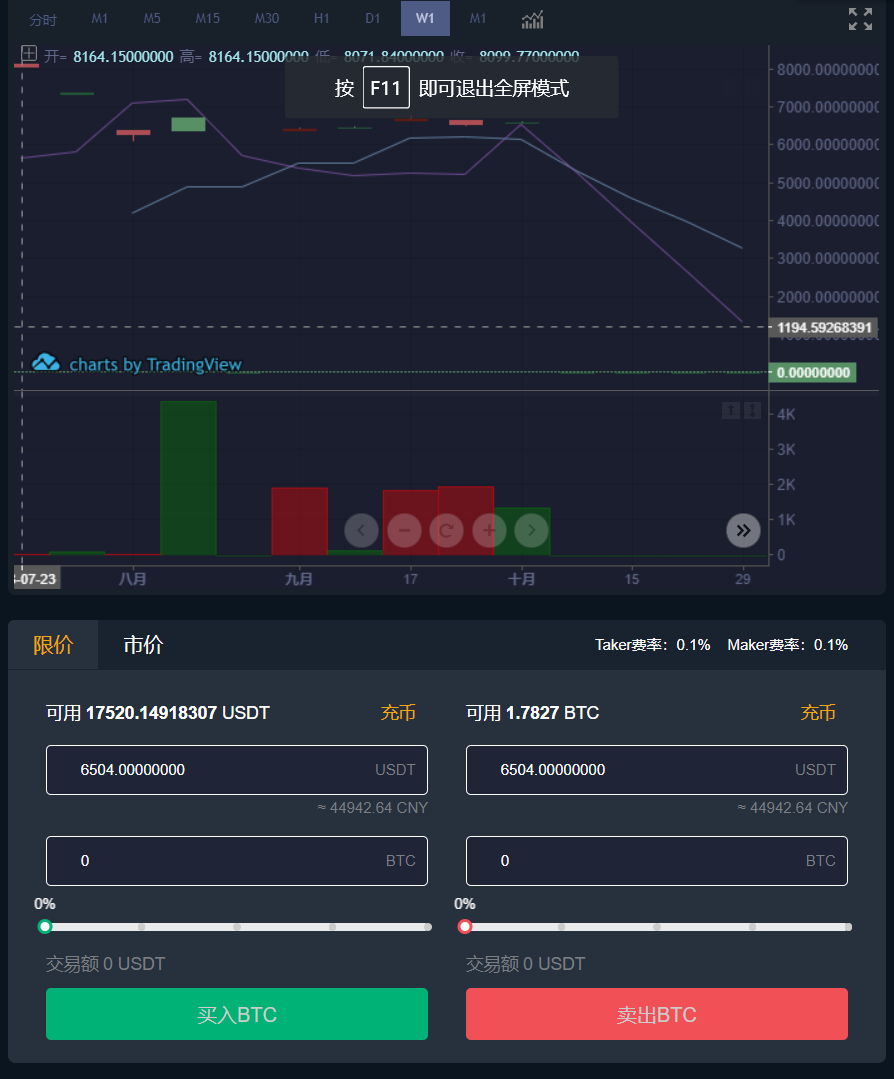 分时 M1 M5 M15 M30 H1 D1 W1 M1
开= 8164.15000000 高= 8164.15000000 低= 8071.84000000 收= 8099.77000000
按 F11 即可退出全屏模式
8000.0000000
7000.0000000
6000.0000000
5000.0000000
4000.0000000
3000.0000000
2000.0000000
1194.59268391
charts by TradingView
0.00000000
4K
3K
2K
1K
0
-07-23 八月 九月 17 十月 15 29
限价 市价 Taker费率：0.1% Maker费率：0.1%
可用 17520.14918307 USDT 充币 可用 1.7827 BTC 充币
6504.00000000 USDT 6504.00000000 USDT
≈ 44942.64 CNY ≈ 44942.64 CNY
0 BTC 0 BTC
0% 0%
交易额 0 USDT 交易额 0 USDT
买入BTC 卖出BTC